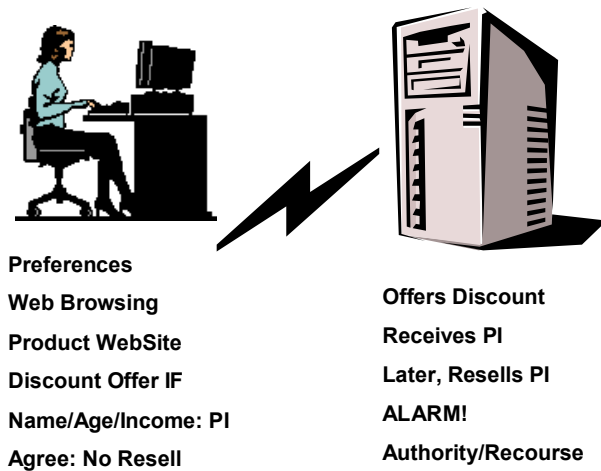 Preferences
Web Browsing
Product WebSite
Discount Offer IF
Name/Age/Income: PI
Agree: No Resell
Offers Discount
Receives PI
Later, Resells PI
ALARM!
Authority/Recourse